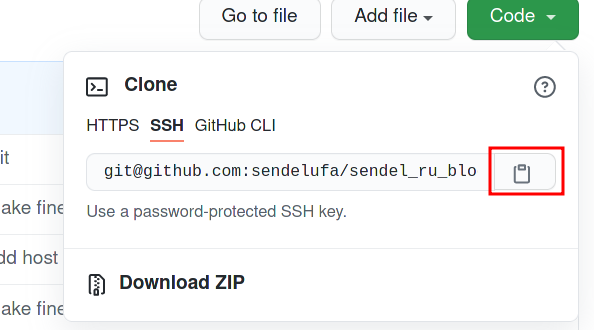 Go to file Add file Code
Clone
HTTPS SSH GitHub CLI
git@github.com:sendelufa/sendel_ru_blo
Use a password-protected SSH key.
Download ZIP
it
ake fine
dd host
ake fine